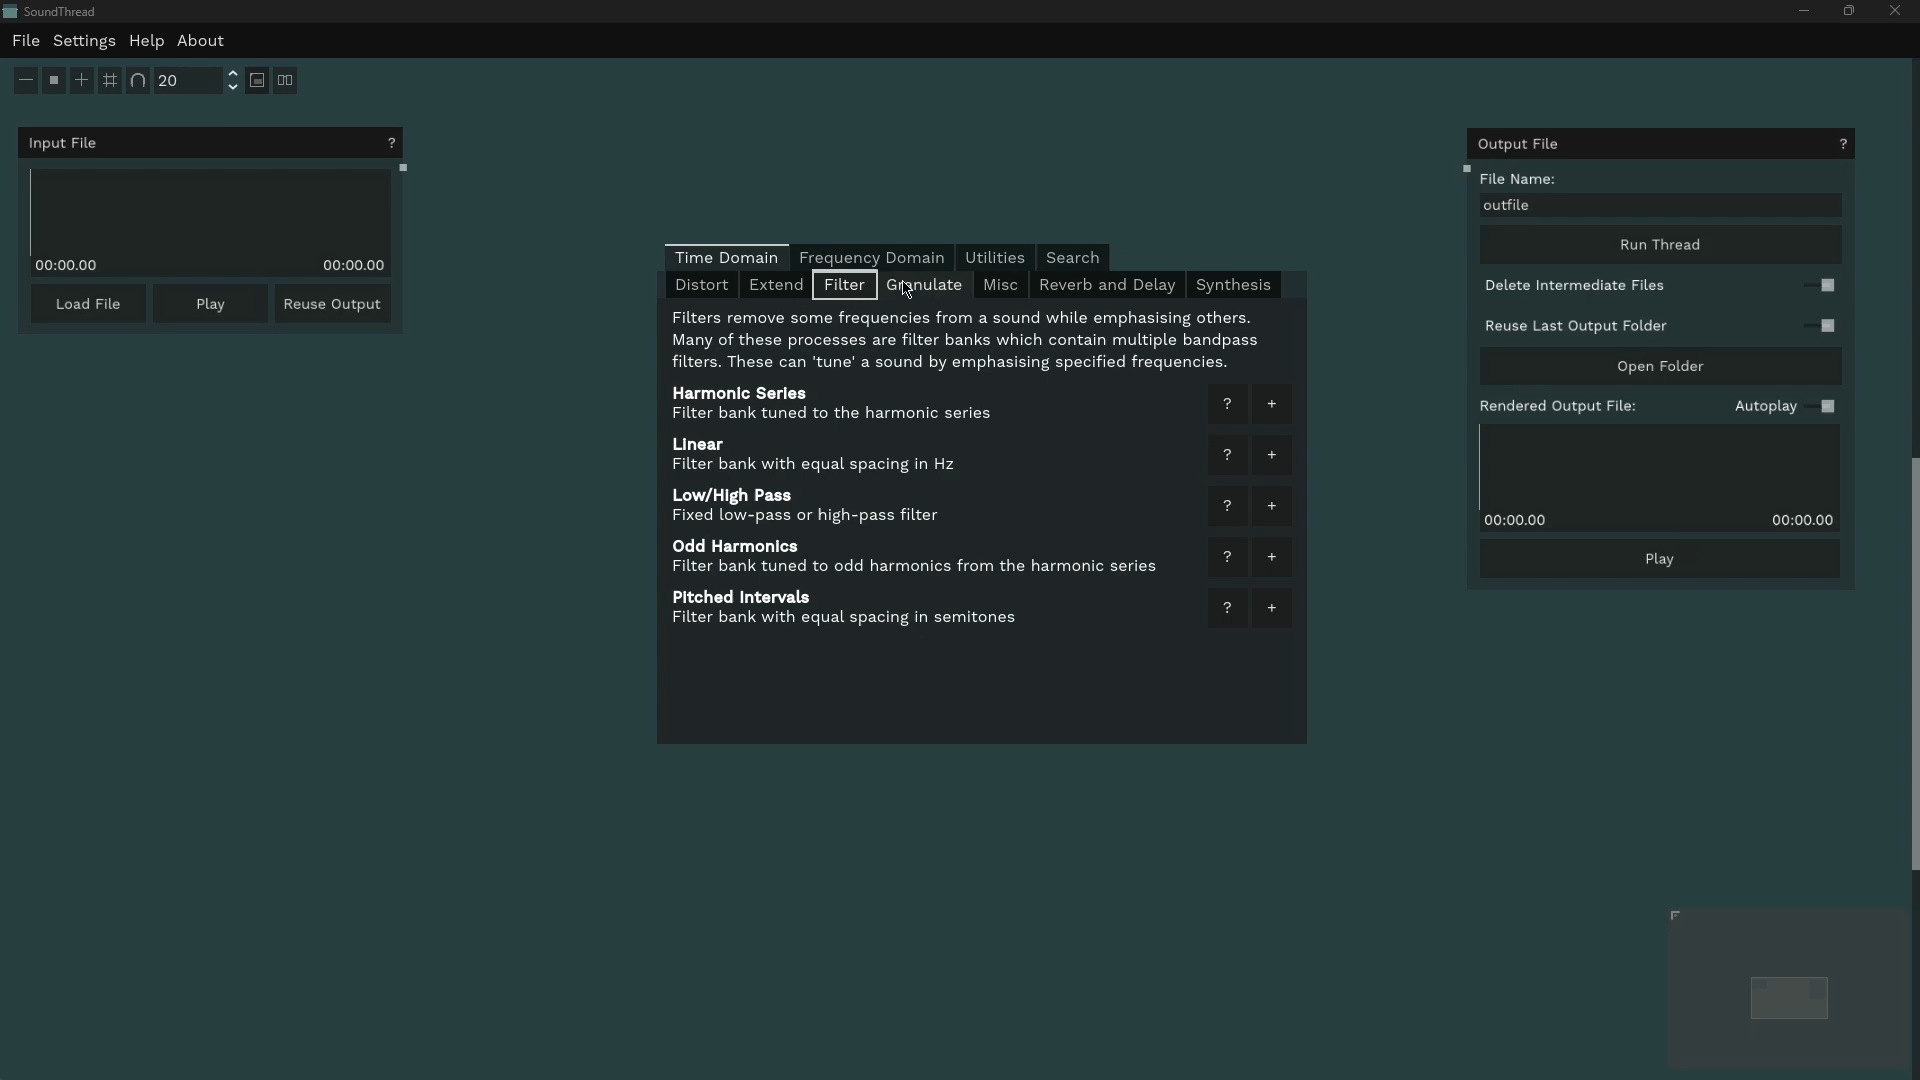 SoundThread
File Settings Help About
20
Input File ?
00:00.00 00:00.00
Load File Play Reuse Output
Time Domain Frequency Domain Utilities Search
Distort Extend Filter Granulate Misc Reverb and Delay Synthesis
Filters remove some frequencies from a sound while emphasising others.
Many of these processes are filter banks which contain multiple bandpass
filters. These can 'tune' a sound by emphasising specified frequencies.
Harmonic Series
Filter bank tuned to the harmonic series
? +
Linear
Filter bank with equal spacing in Hz
? +
Low/High Pass
Fixed low-pass or high-pass filter
? +
Odd Harmonics
Filter bank tuned to odd harmonics from the harmonic series
? +
Pitched Intervals
Filter bank with equal spacing in semitones
? +
Output File ?
File Name:
outfile
Run Thread
Delete Intermediate Files
Reuse Last Output Folder
Open Folder
Rendered Output File: Autoplay
00:00.00 00:00.00
Play